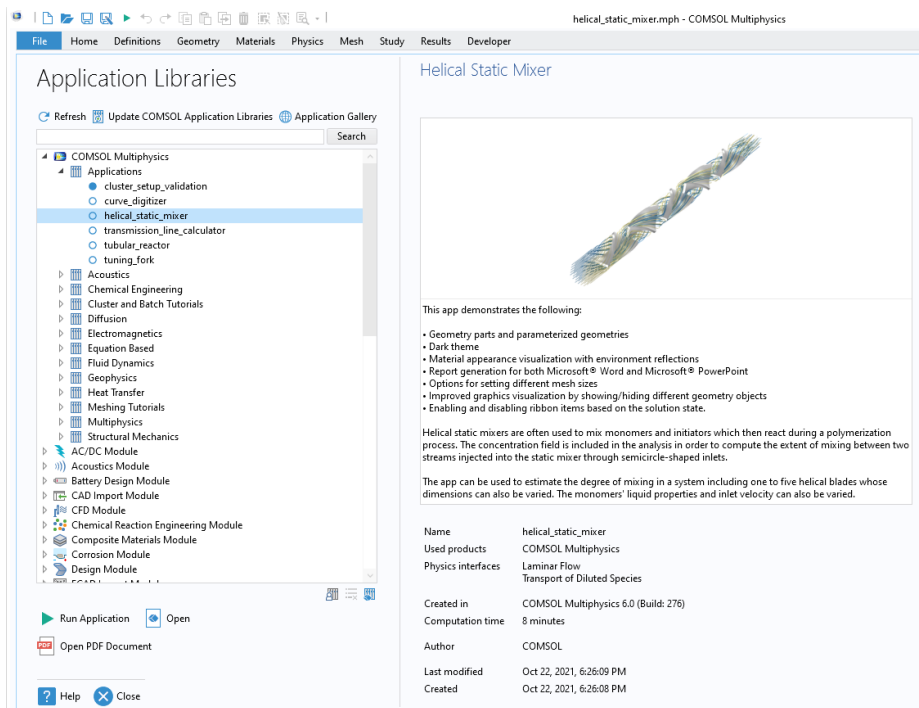 helical_static_mixer.mph - COMSOL Multiphysics
File Home Definitions Geometry Materials Physics Mesh Study Results Developer
Application Libraries
Refresh Update COMSOL Application Libraries Application Gallery
Search
COMSOL Multiphysics
Applications
cluster_setup_validation
curve_digitizer
helical_static_mixer
transmission_line_calculator
tubular_reactor
tuning_fork
Acoustics
Chemical Engineering
Cluster and Batch Tutorials
Diffusion
Electromagnetics
Equation Based
Fluid Dynamics
Geophysics
Heat Transfer
Meshing Tutorials
Multiphysics
Structural Mechanics
AC/DC Module
Acoustics Module
Battery Design Module
CAD Import Module
CFD Module
Chemical Reaction Engineering Module
Composite Materials Module
Corrosion Module
Design Module
Run Application Open
PDF Open PDF Document
? Help Close
Helical Static Mixer
This app demonstrates the following:
• Geometry parts and parameterized geometries
• Dark theme
• Material appearance visualization with environment reflections
• Report generation for both Microsoft® Word and Microsoft® PowerPoint
• Options for setting different mesh sizes
• Improved graphics visualization by showing/hiding different geometry objects
• Enabling and disabling ribbon items based on the solution state.
Helical static mixers are often used to mix monomers and initiators which then react during a polymerization
process. The concentration field is included in the analysis in order to compute the extent of mixing between two
streams injected into the static mixer through semicircle-shaped inlets.
The app can be used to estimate the degree of mixing in a system including one to five helical blades whose
dimensions can also be varied. The monomers' liquid properties and inlet velocity can also be varied.
Name helical_static_mixer
Used products COMSOL Multiphysics
Physics interfaces Laminar Flow
Transport of Diluted Species
Created in COMSOL Multiphysics 6.0 (Build: 276)
Computation time 8 minutes
Author COMSOL
Last modified Oct 22, 2021, 6:26:09 PM
Created Oct 22, 2021, 6:26:08 PM